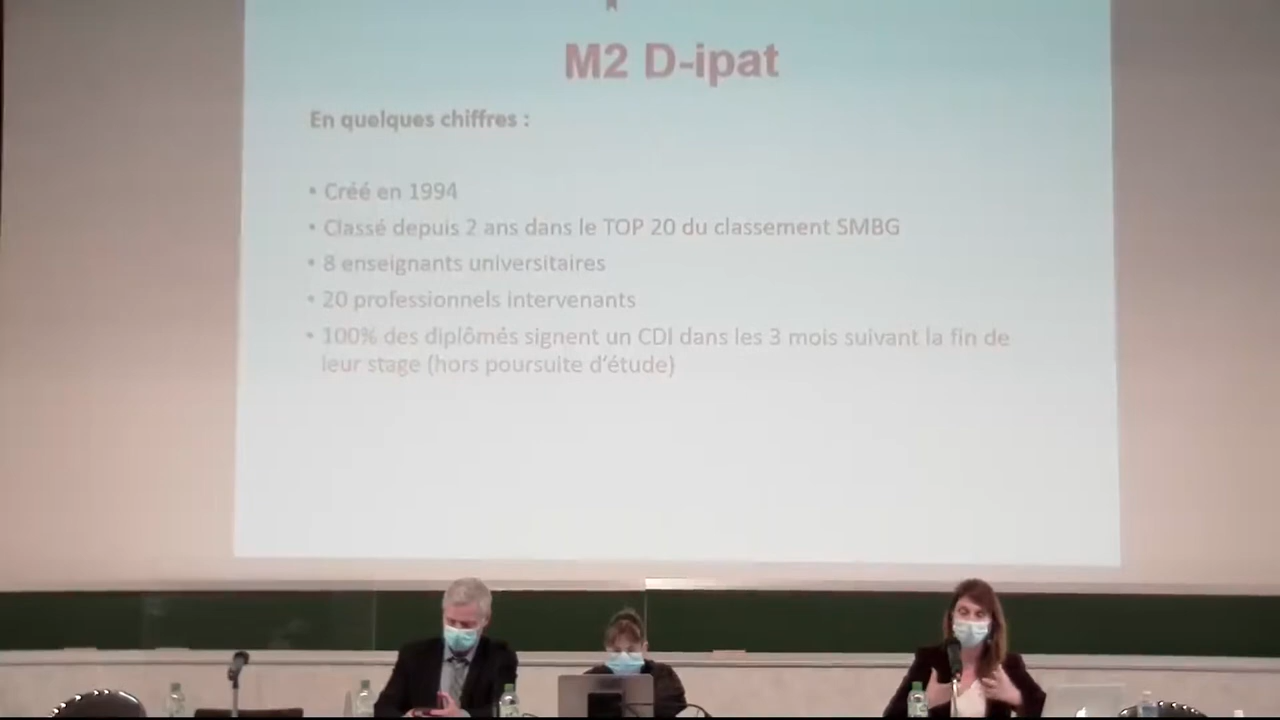 M2 D-ipat
En quelques chiffres :
• Créé en 1994
• Classé depuis 2 ans dans le TOP 20 du classement SMBG
• 8 enseignants universitaires
• 20 professionnels intervenants
• 100% des diplômés signent un CDI dans les 3 mois suivant la fin de
leur stage (hors poursuite d’étude)